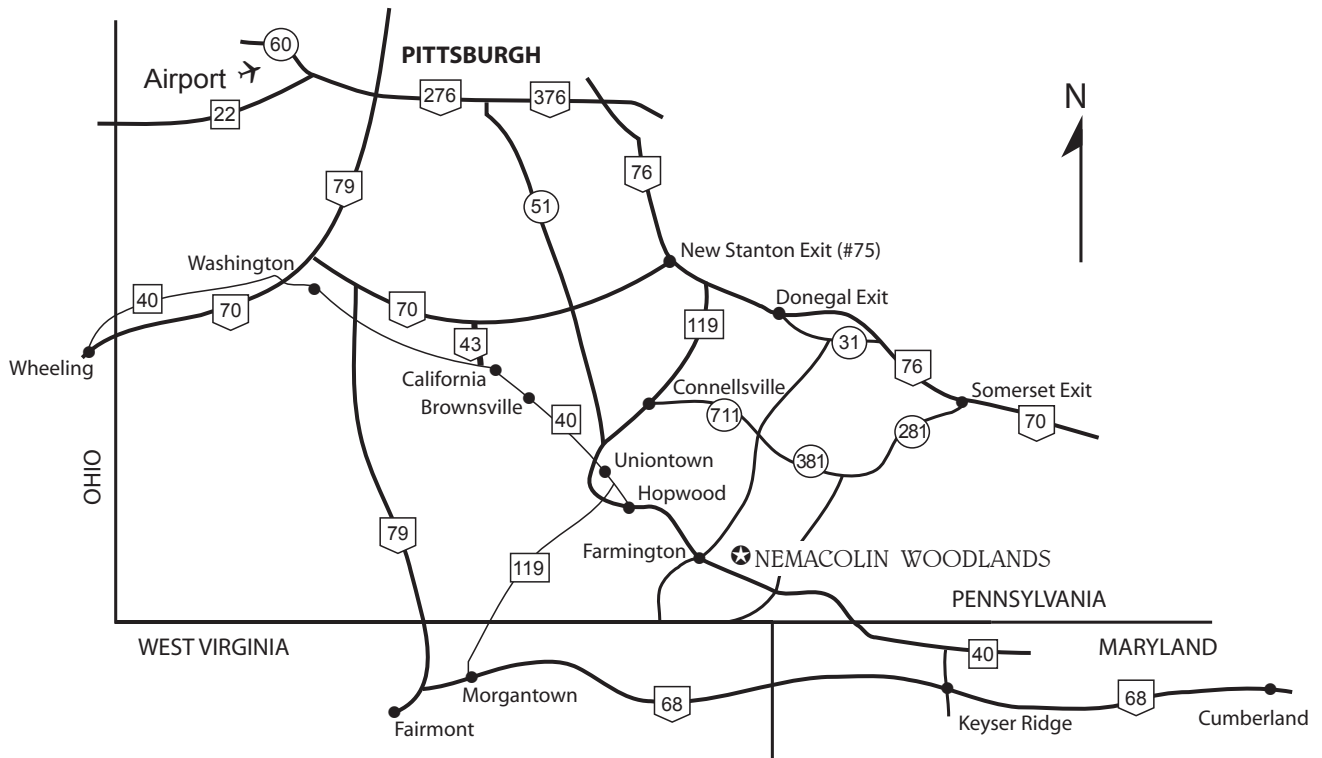 60
PITTSBURGH
N
Airport
276
376
22
76
79
51
New Stanton Exit (#75)
Washington
Donegal Exit
40
70
70
119
31
43
Wheeling
76
California
Connellsville
Somerset Exit
Brownsville
711
40
70
281
OHIO
Uniontown
381
Hopwood
79
Farmington
NEMACOLIN WOODLANDS
119
PENNSYLVANIA
WEST VIRGINIA
40
MARYLAND
Morgantown
68
68
Fairmont
Keyser Ridge
Cumberland